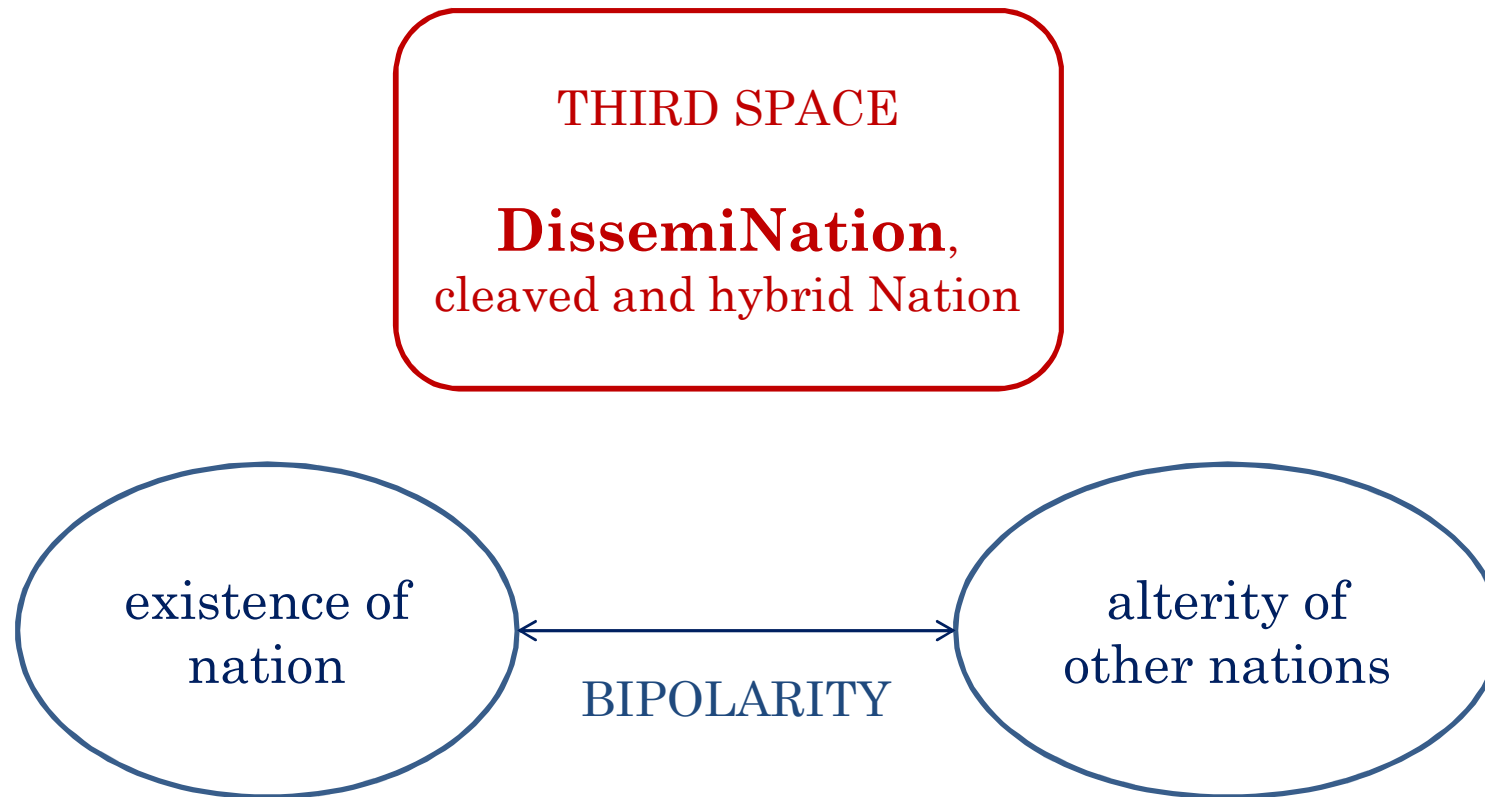 THIRD SPACE
DissemiNation,
cleaved and hybrid Nation
existence of
nation
BIPOLARITY
alterity of
other nations